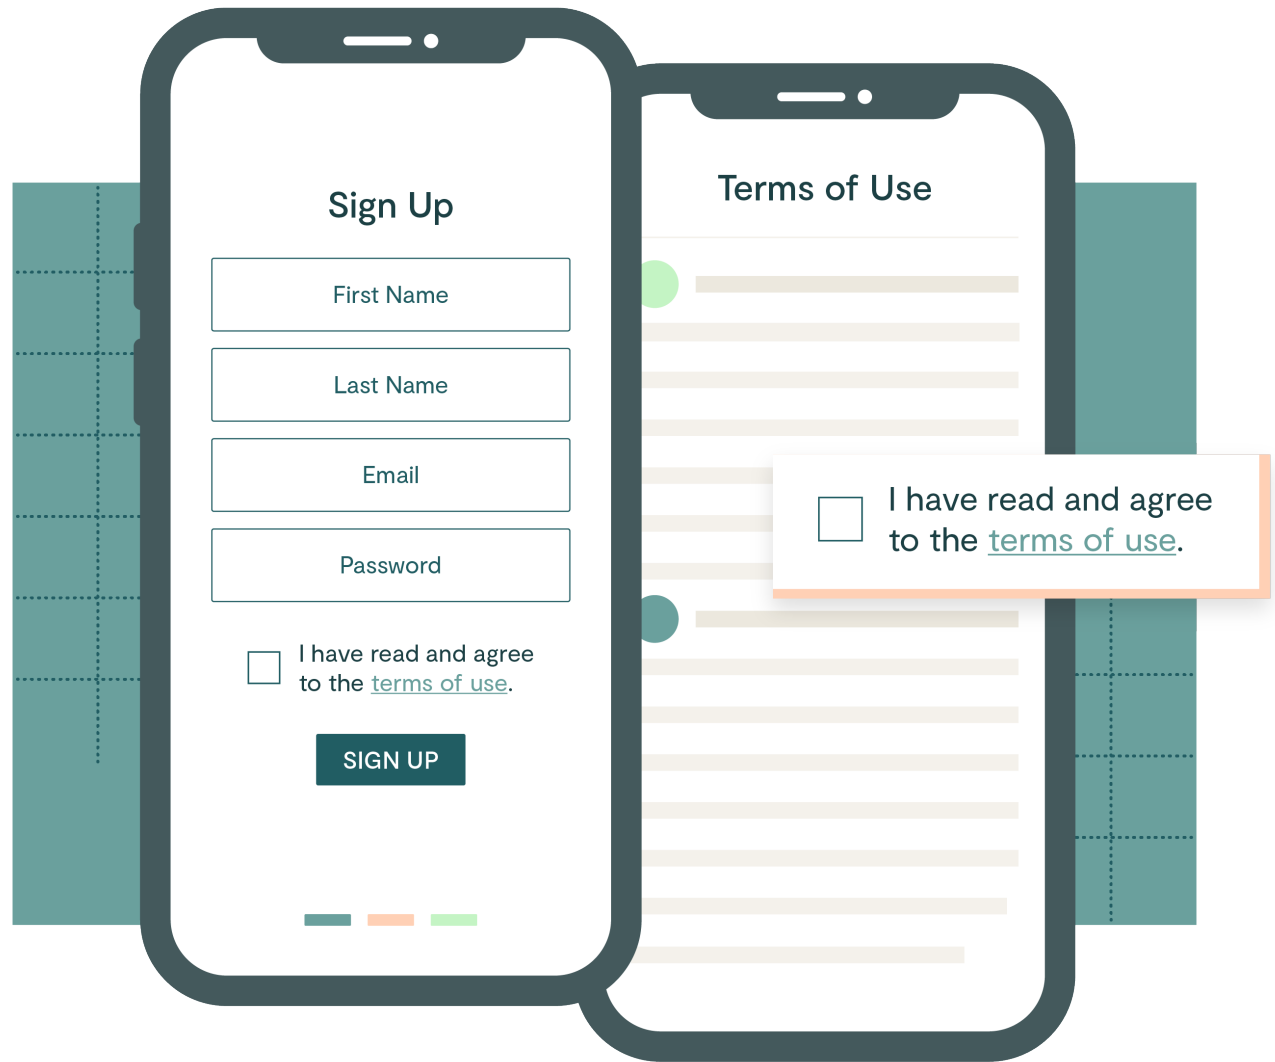 Sign Up
First Name
Last Name
Email
Password
I have read and agree
to the terms of use.
SIGN UP
Terms of Use
I have read and agree
to the terms of use.